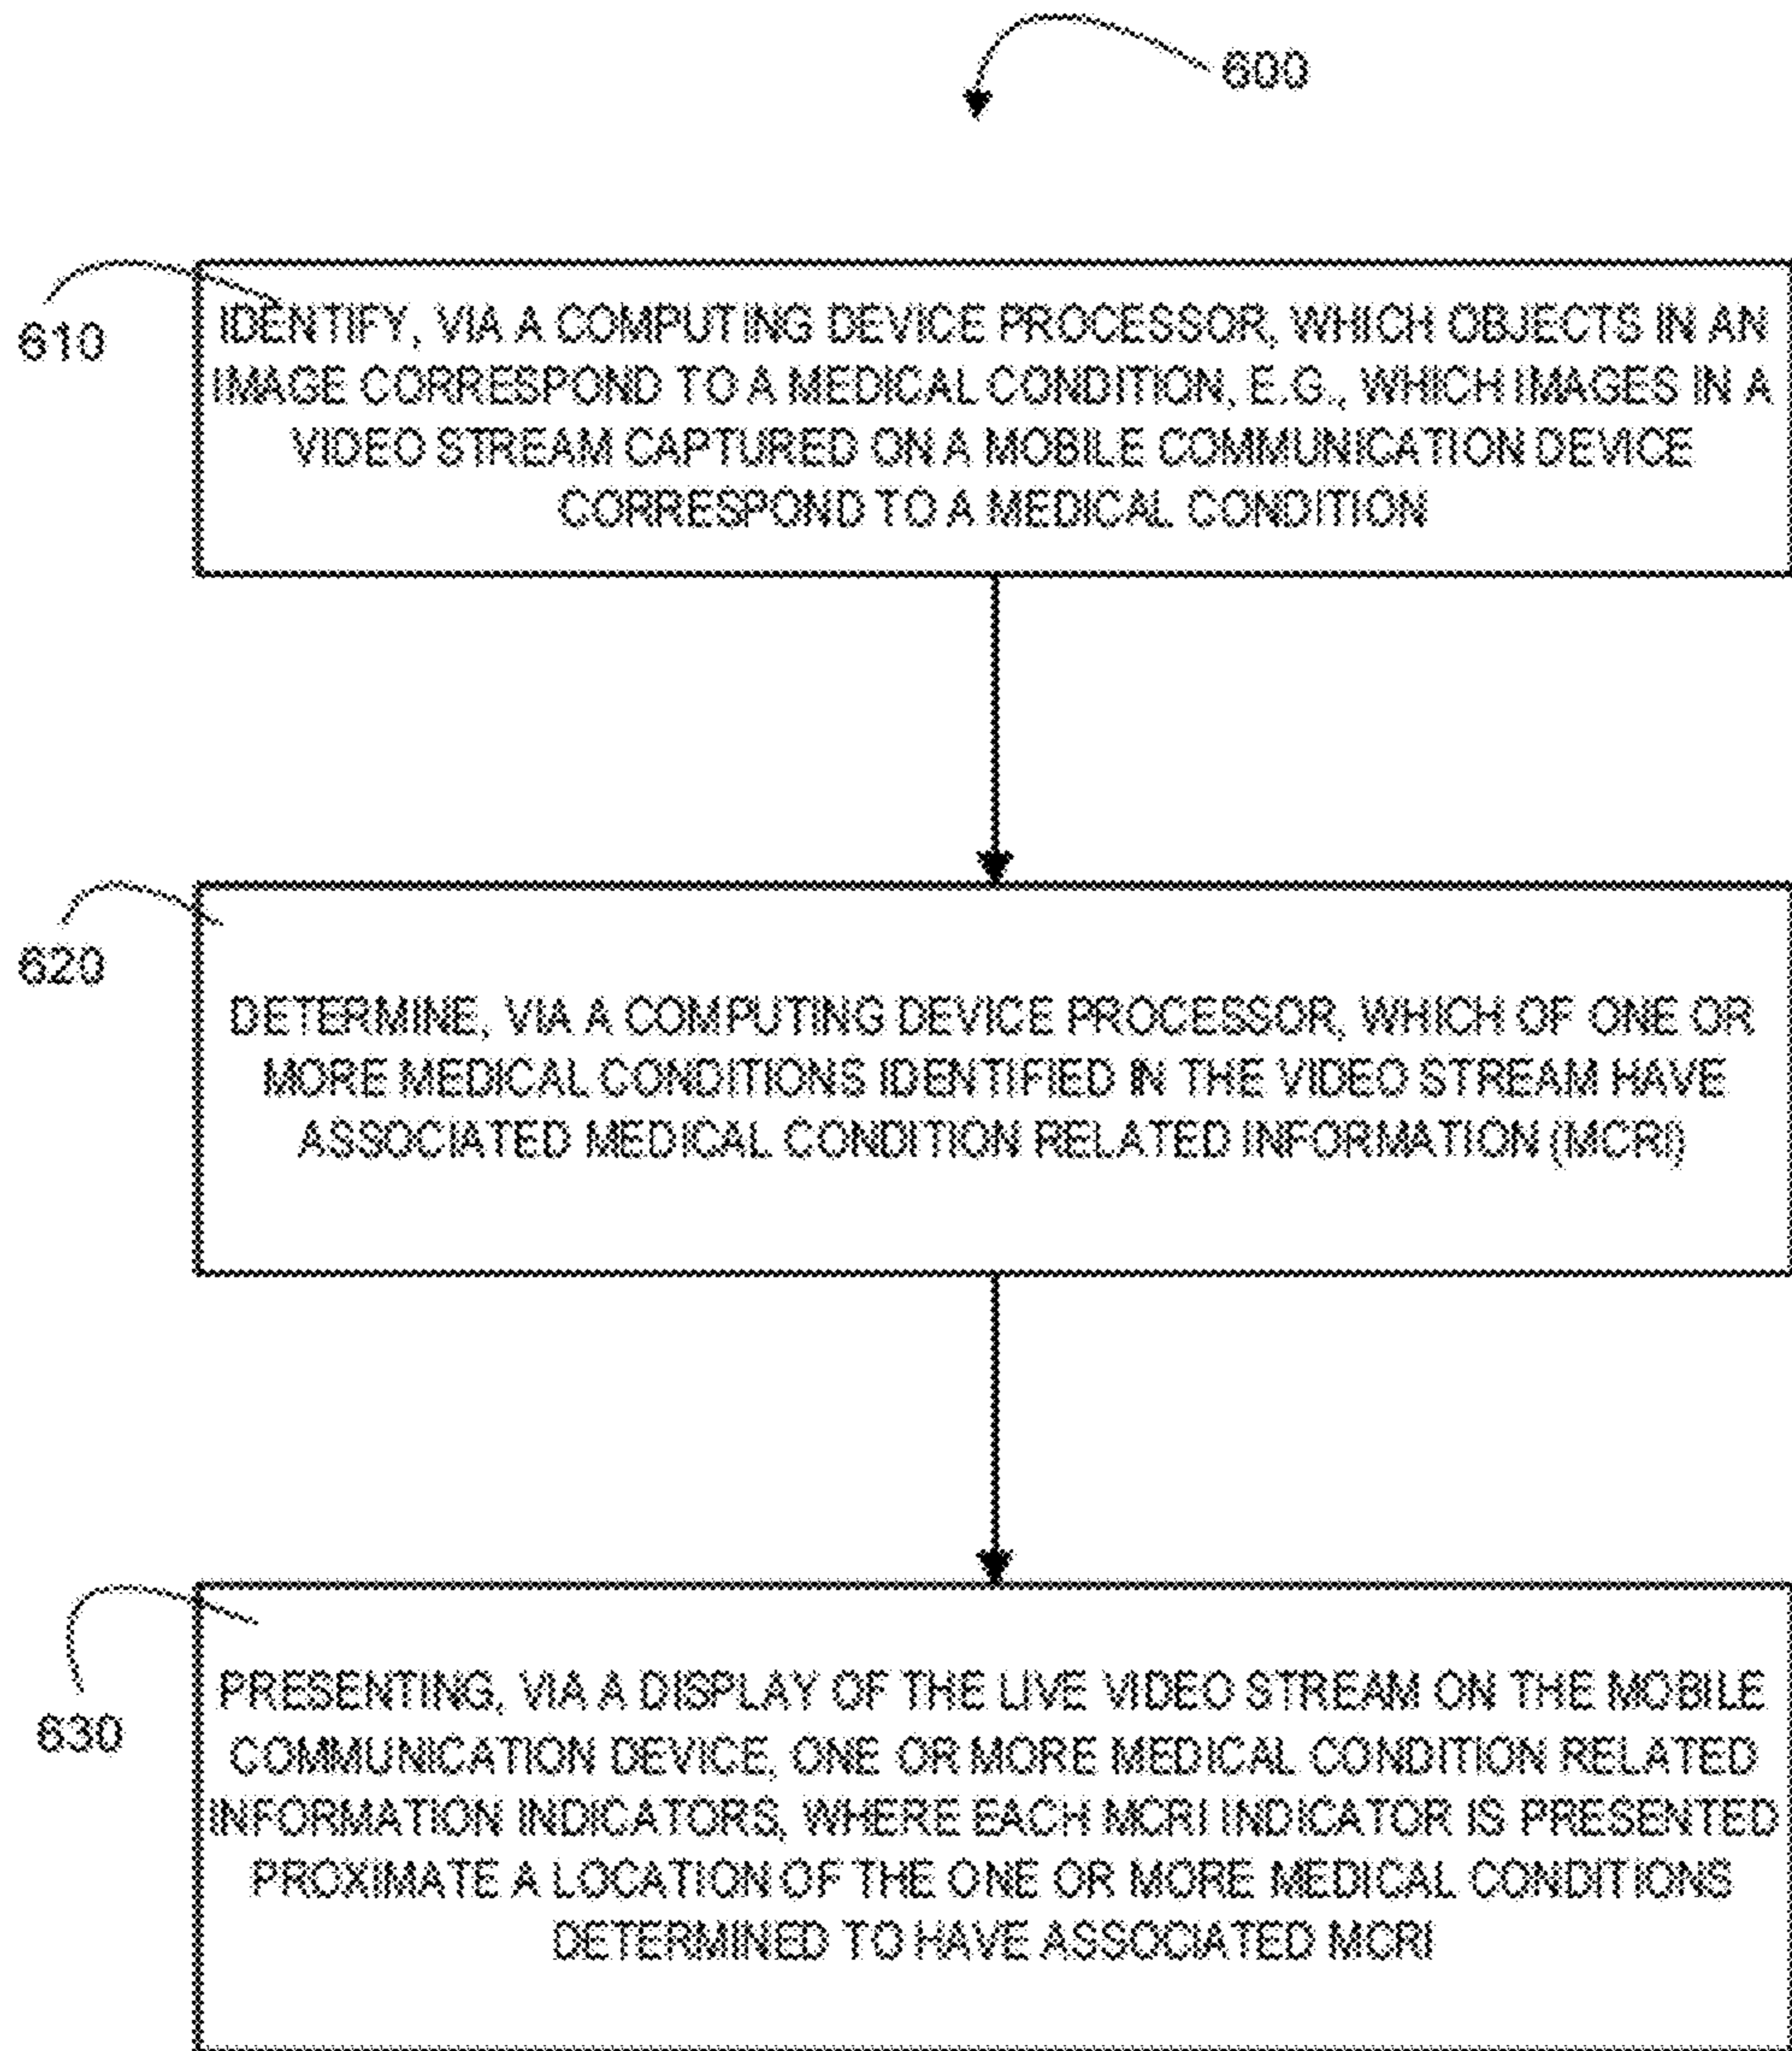 600
610
IDENTIFY, VIA A COMPUTING DEVICE PROCESSOR, WHICH OBJECTS IN AN
IMAGE CORRESPOND TO A MEDICAL CONDITION, E.G., WHICH IMAGES IN A
VIDEO STREAM CAPTURED ON A MOBILE COMMUNICATION DEVICE
CORRESPOND TO A MEDICAL CONDITION
620
DETERMINE, VIA A COMPUTING DEVICE PROCESSOR, WHICH OF ONE OR
MORE MEDICAL CONDITIONS IDENTIFIED IN THE VIDEO STREAM HAVE
ASSOCIATED MEDICAL CONDITION RELATED INFORMATION (MCRI)
630
PRESENTING, VIA A DISPLAY OF THE LIVE VIDEO STREAM ON THE MOBILE
COMMUNICATION DEVICE, ONE OR MORE MEDICAL CONDITION RELATED
INFORMATION INDICATORS, WHERE EACH MCRI INDICATOR IS PRESENTED
PROXIMATE A LOCATION OF THE ONE OR MORE MEDICAL CONDITIONS
DETERMINED TO HAVE ASSOCIATED MCRI